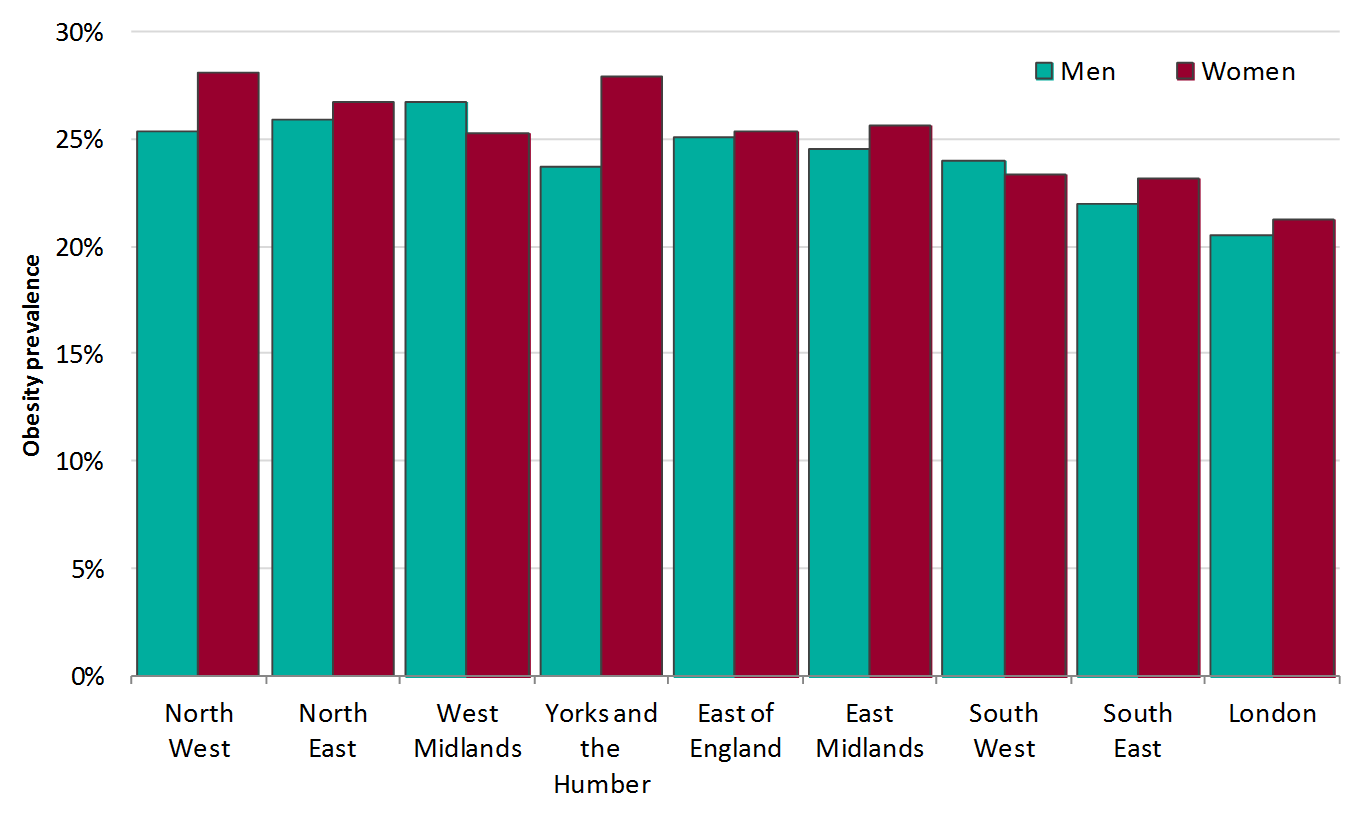 30%
Men
Women
25%
20%
15%
10%
5%
0%
Obesity prevalence
North
West
North
East
West
Midlands
Yorks and
the
Humber
East of
England
East
Midlands
South
West
South
East
London